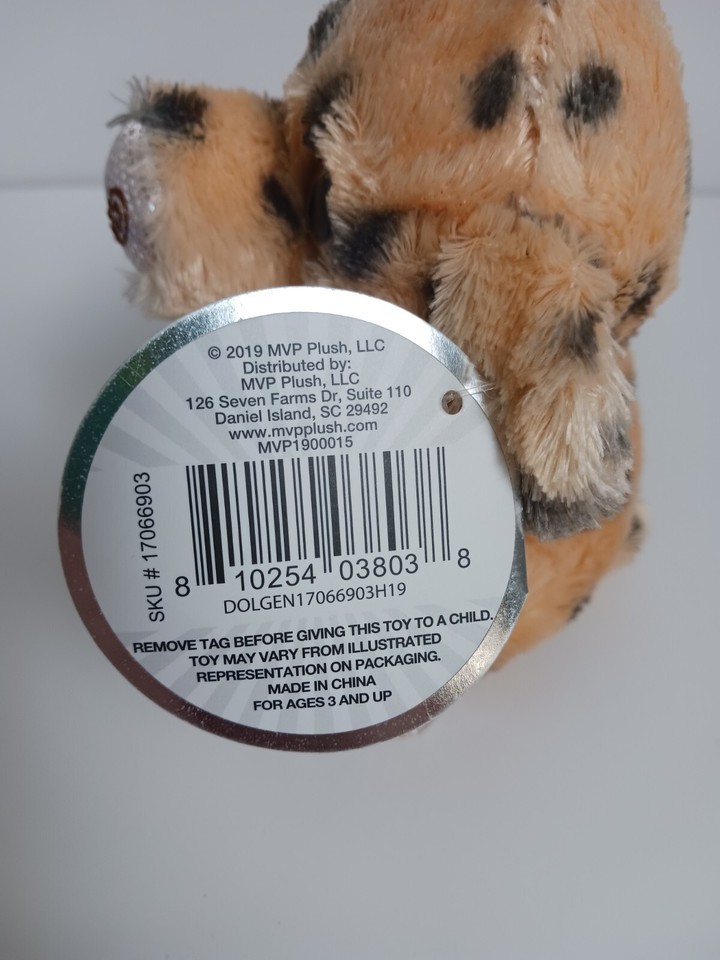 © 2019 MVP Plush, LLC
Distributed by:
MVP Plush, LLC
126 Seven Farms Dr, Suite 110
Daniel Island, SC 29492
www.mvpplush.com
MVP1900015
SKU # 17066903
8 10254 03803 8
DOLGEN17066903H19
REMOVE TAG BEFORE GIVING THIS TOY TO A CHILD.
TOY MAY VARY FROM ILLUSTRATED
REPRESENTATION ON PACKAGING.
MADE IN CHINA
FOR AGES 3 AND UP